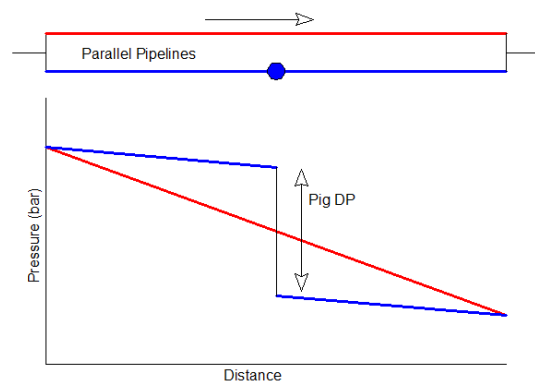 Parallel Pipelines
Pig DP
Pressure (bar)
Distance